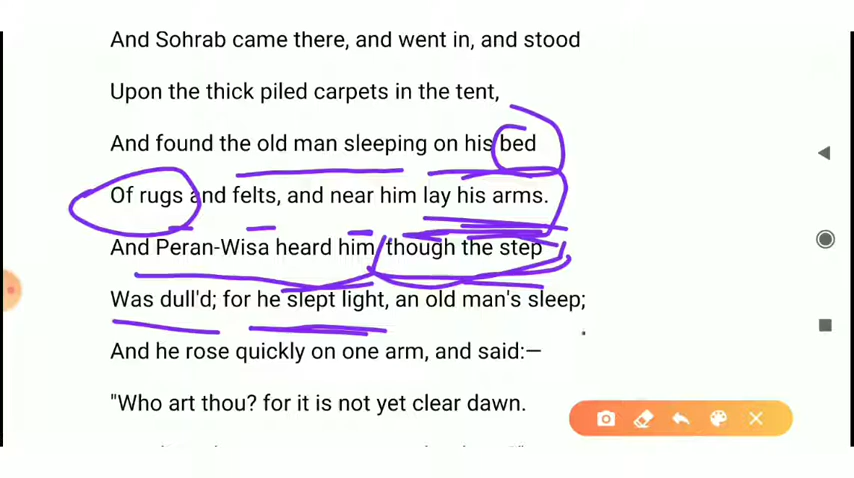 And Sohrab came there, and went in, and stood
Upon the thick piled carpets in the tent,
And found the old man sleeping on his bed
Of rugs and felts, and near him lay his arms.
And Peran-Wisa heard him, though the step
Was dull'd; for he slept light, an old man's sleep;
And he rose quickly on one arm, and said:—
"Who art thou? for it is not yet clear dawn.